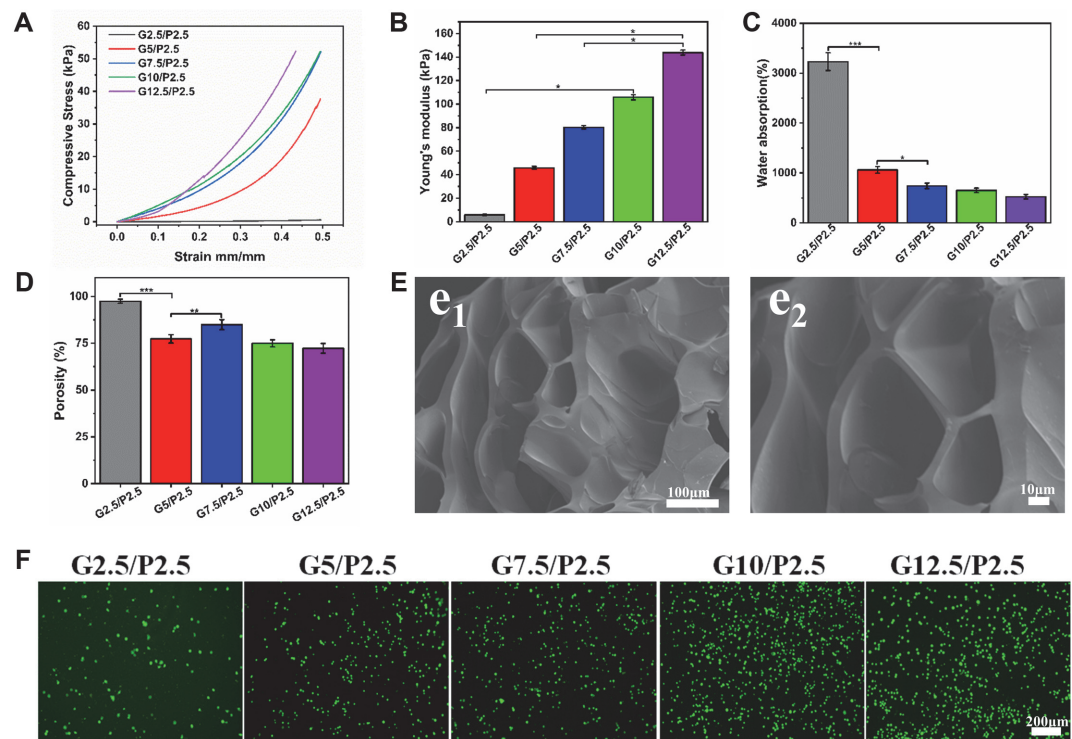 A
Compressive Stress (kPa)
60
50
40
30
20
10
0
G2.5/P2.5
G5/P2.5
G7.5/P2.5
G10/P2.5
G12.5/P2.5
0.0 0.1 0.2 0.3 0.4 0.5
Strain mm/mm
B
Young's modulus (kPa)
160
140
120
100
80
60
40
20
0
*
*
*
G2.5/P2.5 G5/P2.5 G7.5/P2.5 G10/P2.5 G12.5/P2.5
C
Water absorption(%)
4000
3000
2000
1000
0
***
*
G2.5/P2.5 G5/P2.5 G7.5/P2.5 G10/P2.5 G12.5/P2.5
D
Porosity (%)
100
75
50
25
0
***
**
G2.5/P2.5 G5/P2.5 G7.5/P2.5 G10/P2.5 G12.5/P2.5
E
e1
100μm
e2
10μm
F
G2.5/P2.5 G5/P2.5 G7.5/P2.5 G10/P2.5 G12.5/P2.5
200μm